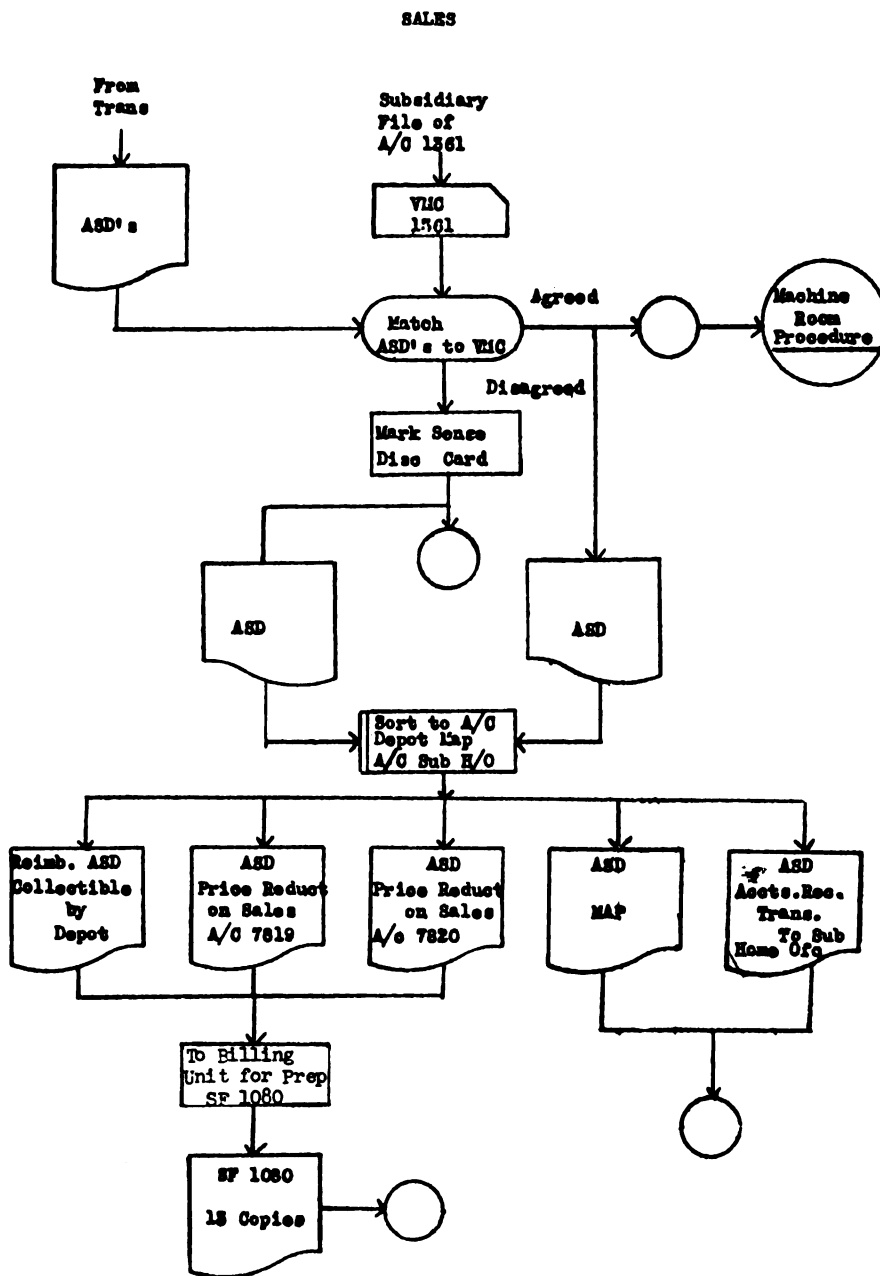 SALES
From
Trans
Subsidiary
File of
A/C 1361
ASD's
VMC
1361
Match
ASD's to VMC
Agreed
Machine
Room
Procedure
Disagreed
Mark Sense
Disc Card
ASD
ASD
Sort to A/C
Depot Map
A/C Sub H/O
Reimb. ASD
Collectible
by
Depot
ASD
Price Reduct
on Sales
A/C 7819
ASD
Price Reduct
on Sales
A/c 7820
ASD
MAP
ASD
Accts.Rec.
Trans.
To Sub
Home Ofc
To Billing
Unit for Prep
SF 1080
SF 1080
13 Copies